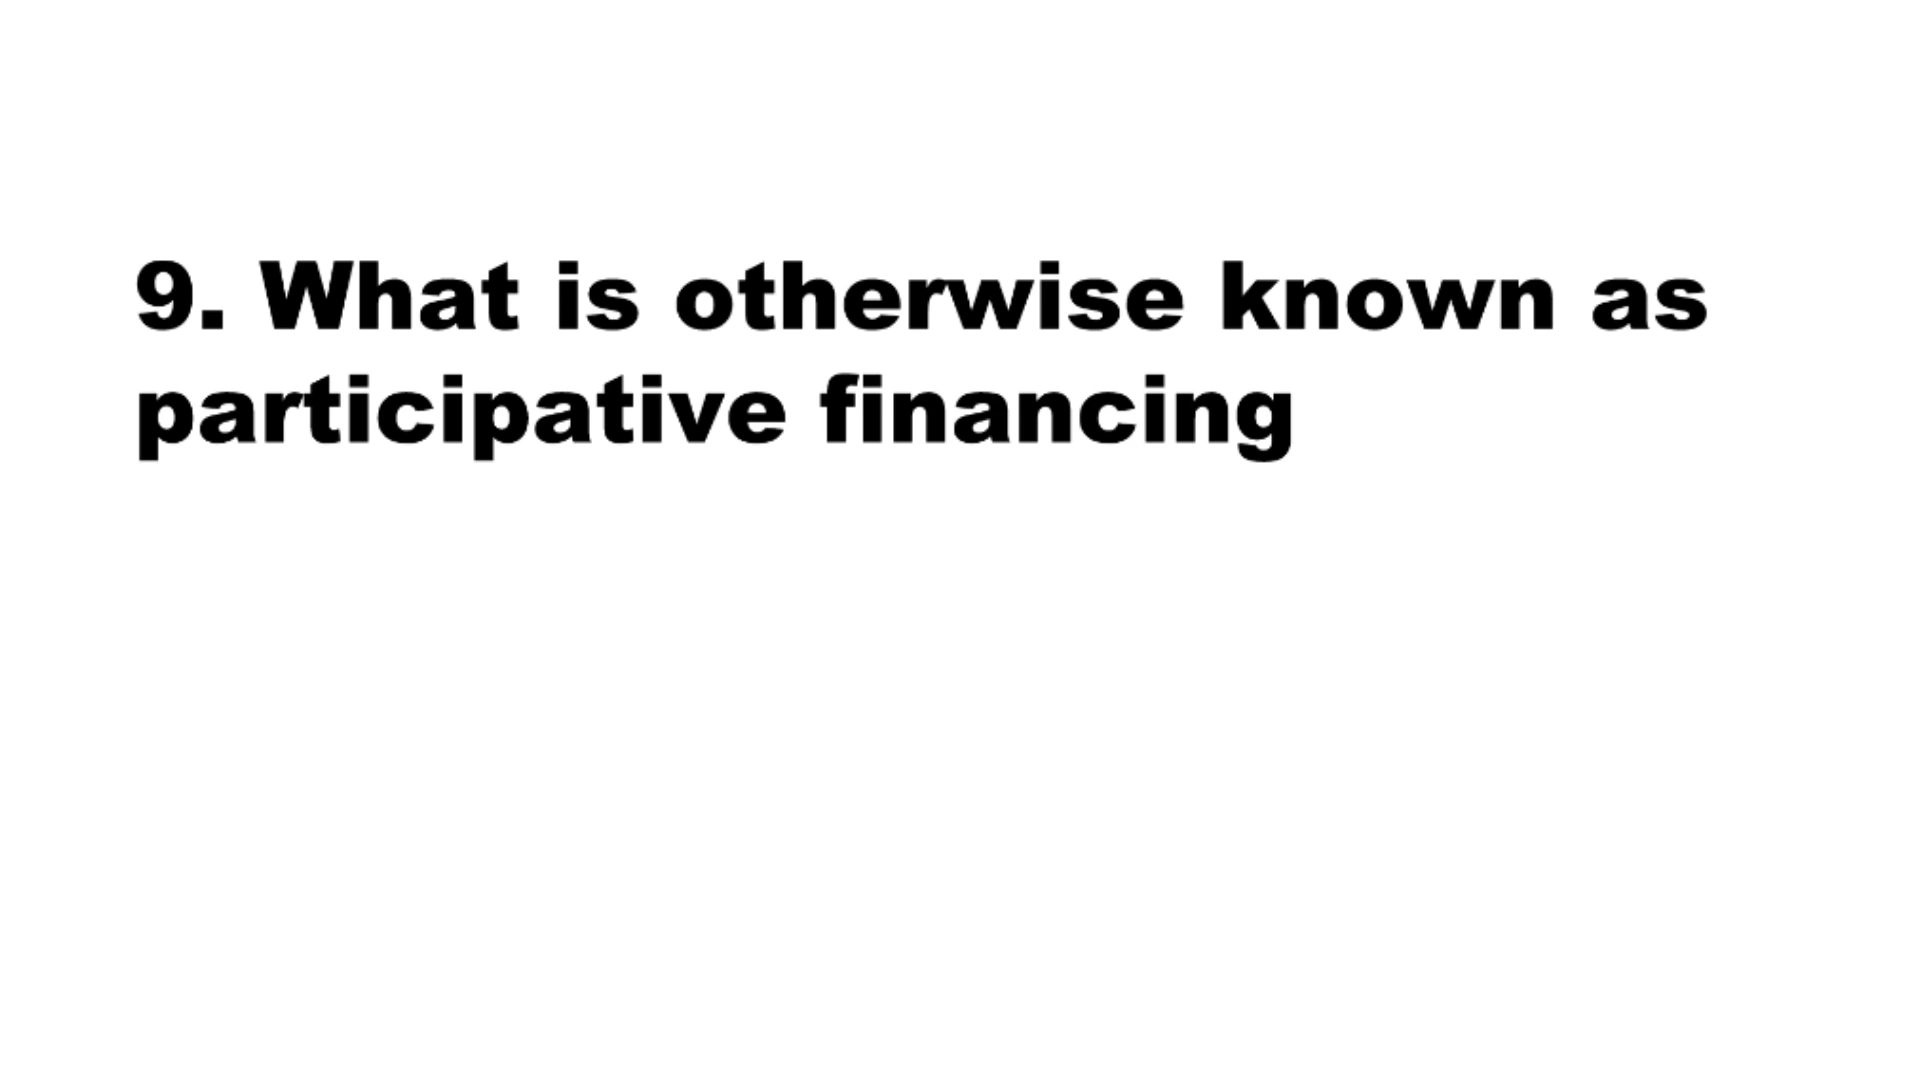 9. What is otherwise known as
participative financing